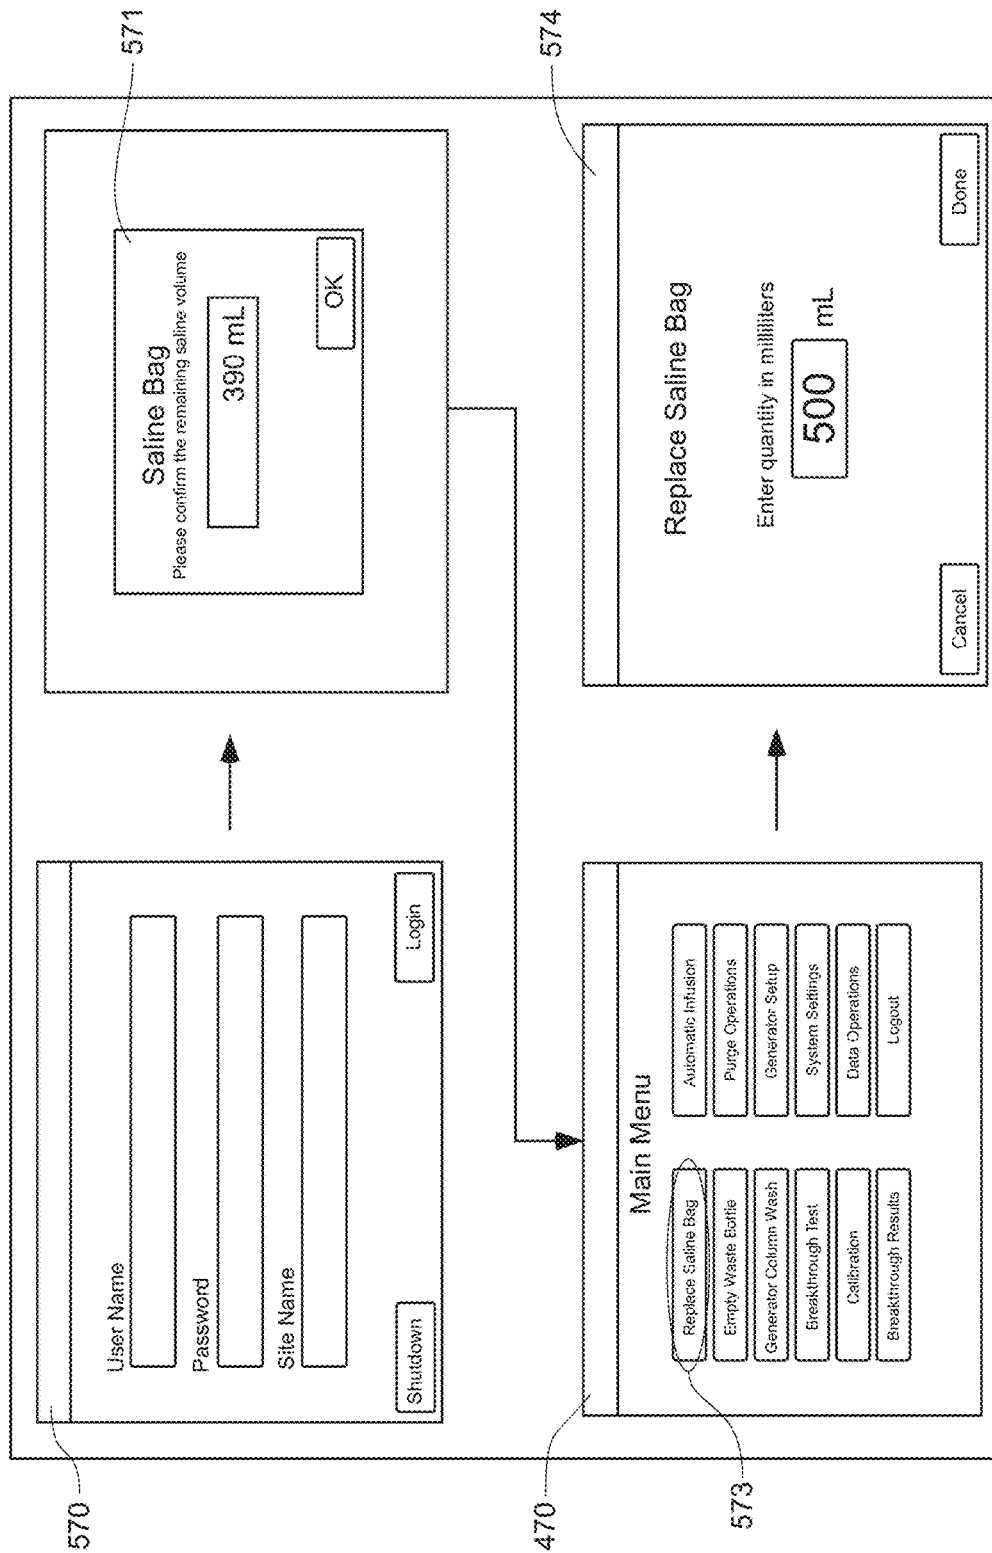 570
User Name
Password
Site Name
Shutdown
Login
571
Saline Bag
Please confirm the remaining saline volume
390 mL
OK
470
Main Menu
Replace Saline Bag
Automatic Infusion
Empty Waste Bottle
Purge Operations
Generator Column Wash
Generator Setup
Breakthrough Test
System Settings
Calibration
Data Operations
Breakthrough Results
Logout
573
574
Replace Saline Bag
Enter quantity in milliliters
500 mL
Cancel
Done